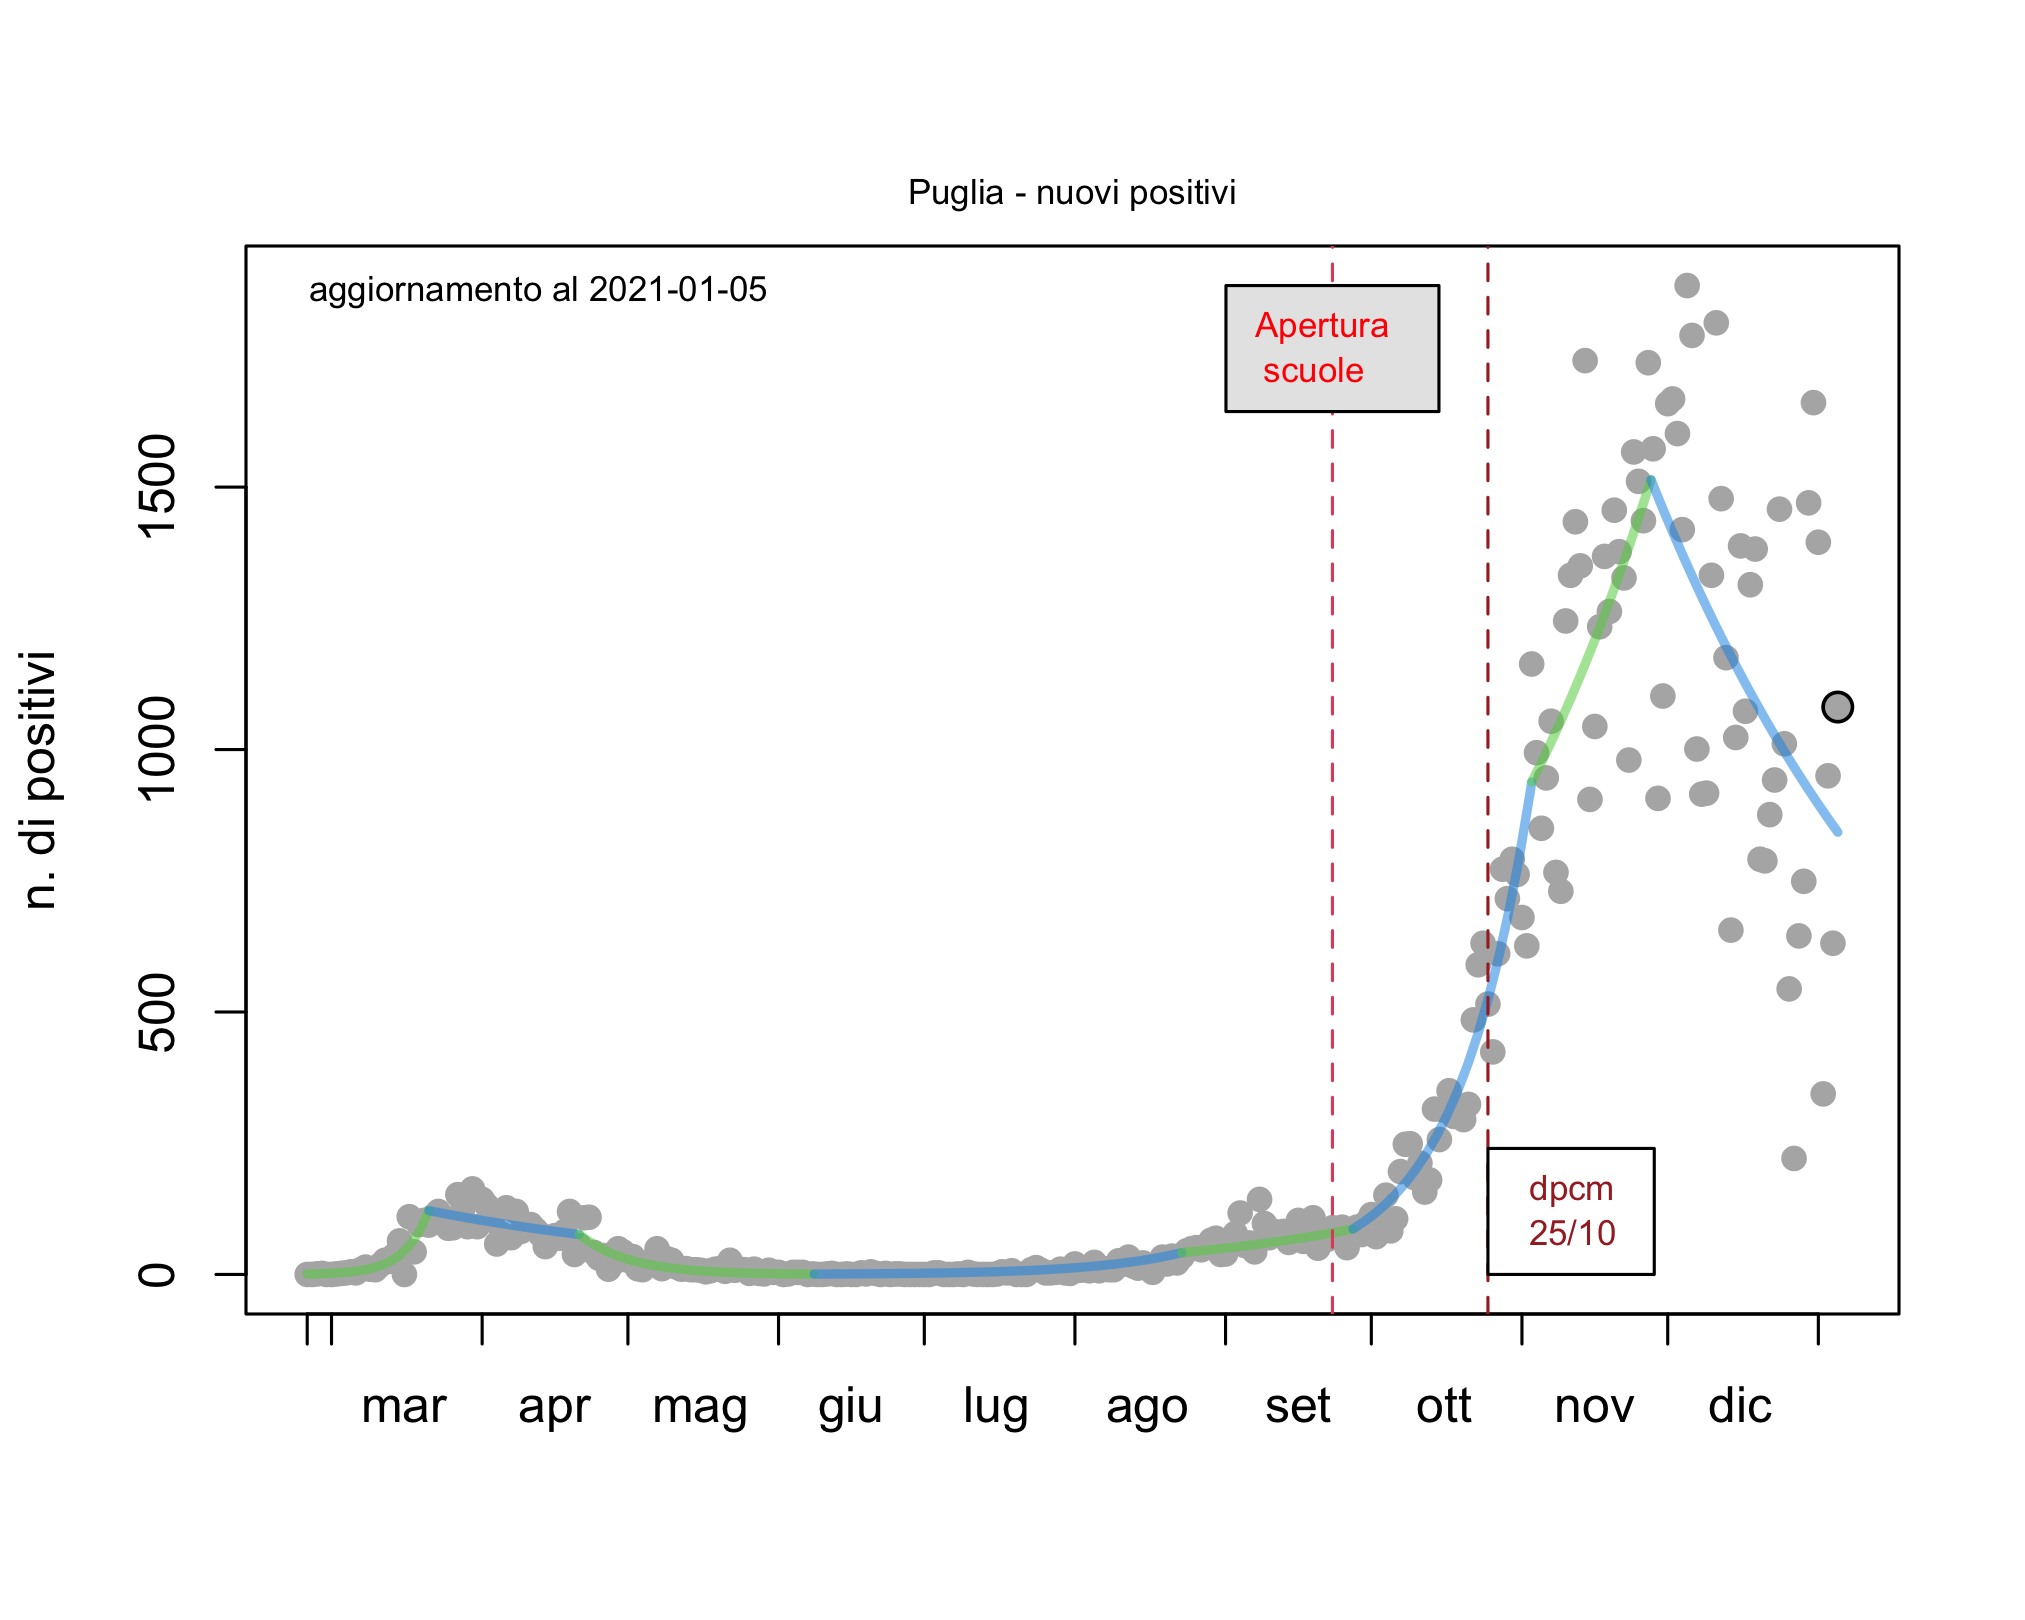 Puglia - nuovi positivi
aggiornamento al 2021-01-05
Apertura
scuole
n. di positivi
1500
1000
500
0
dpcm
25/10
mar apr mag giu lug ago set ott nov dic